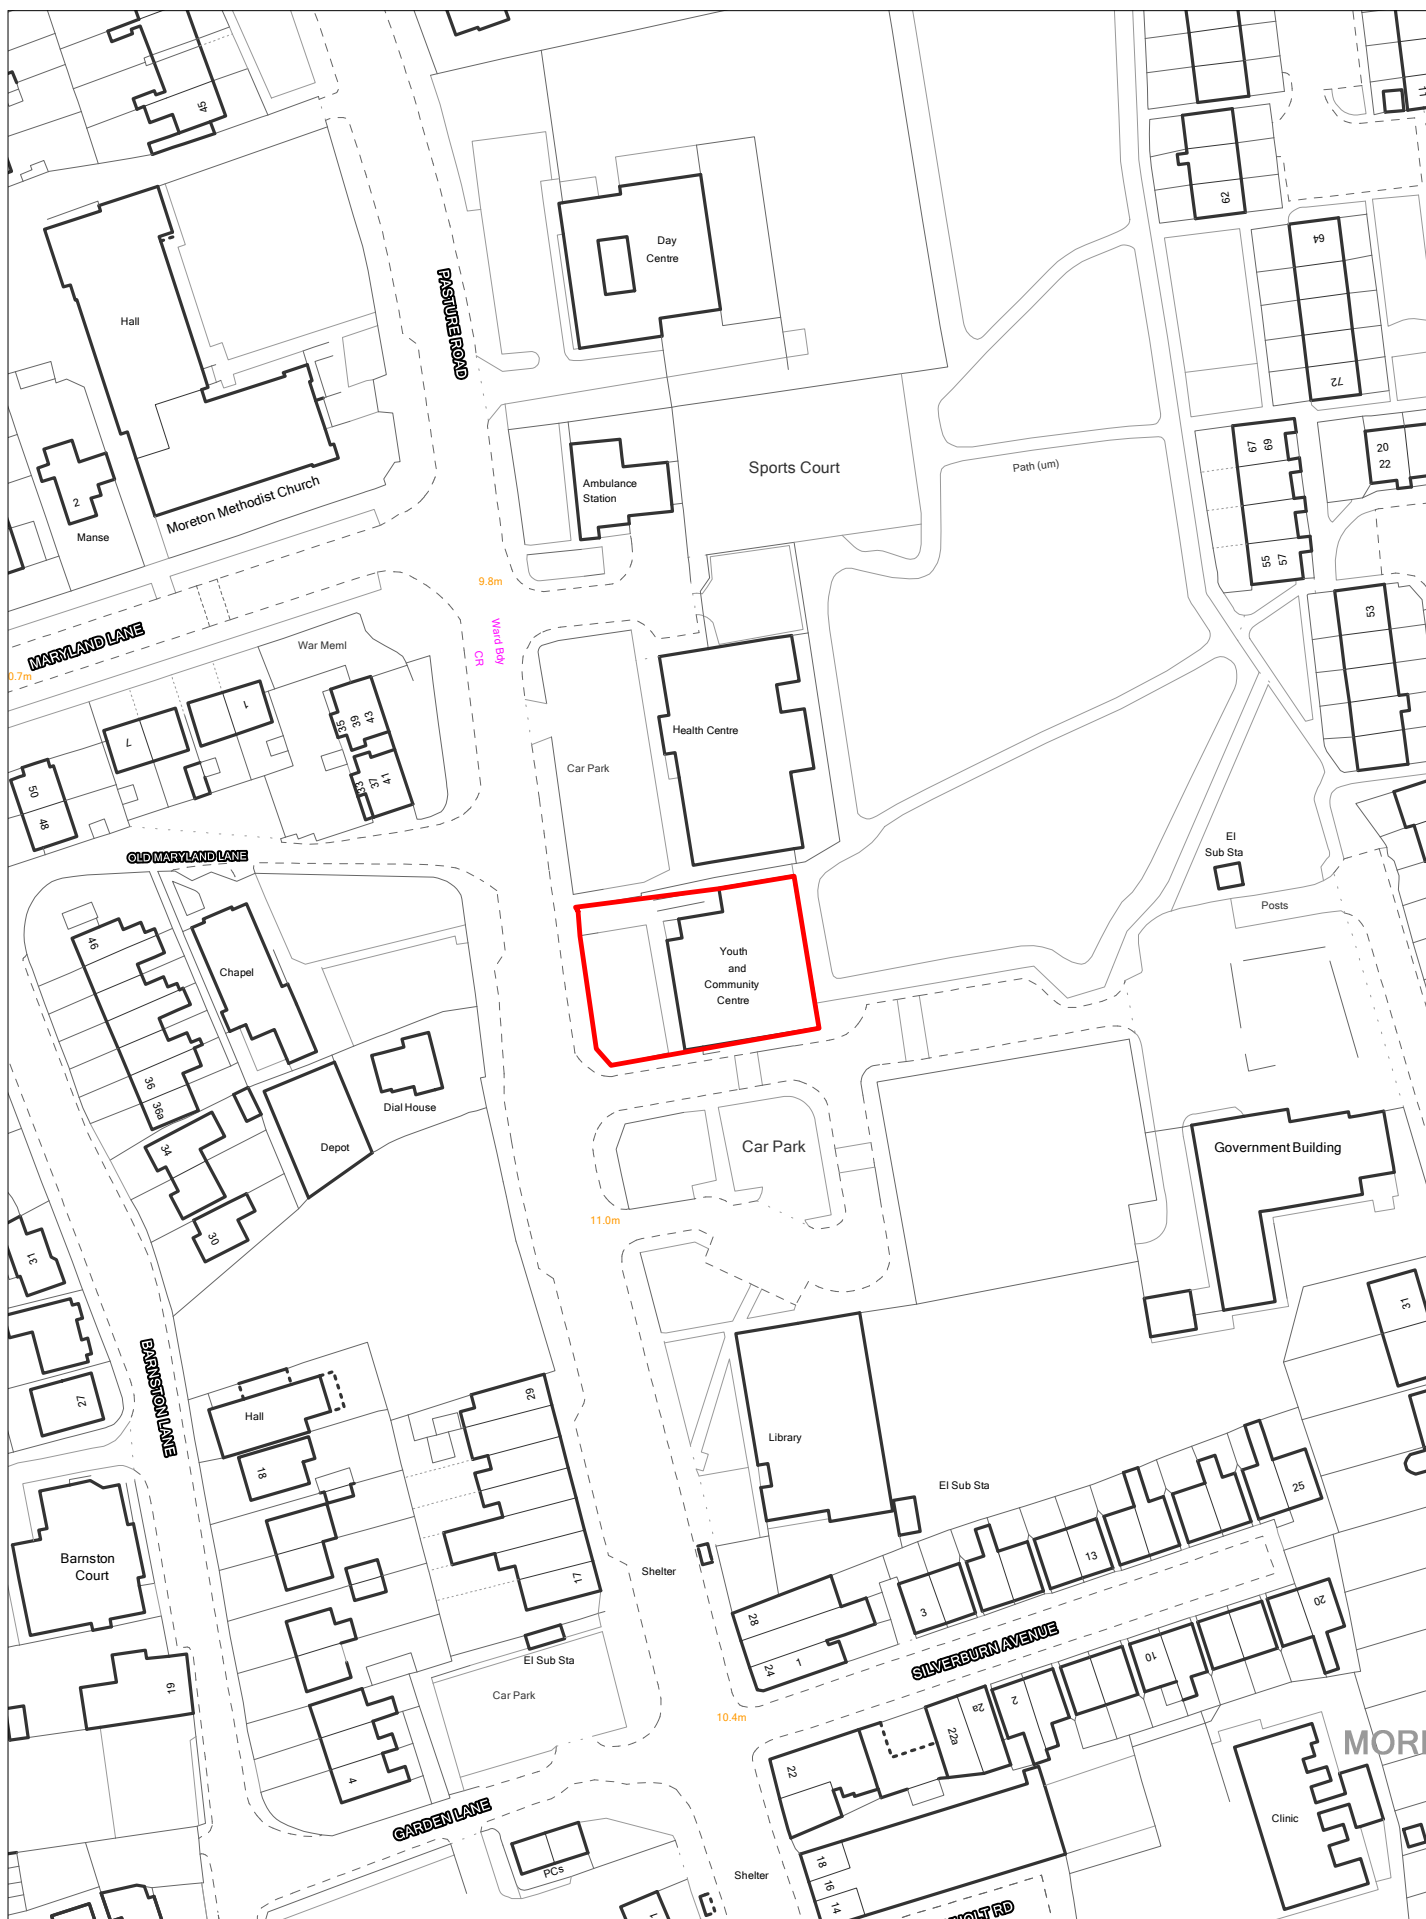 45
62
64
72
PASTURE ROAD
Day
Centre
Hall
Sports Court
Path (um)
67
69
20
22
Ambulance
Station
2
Manse
Moreton Methodist Church
55
57
9.8m
53
MARYLAND LANE
War Meml
Ward Bdy
CR
0.7m
1
7
35
39
43
33
37
41
Health Centre
Car Park
50
48
OLD MARYLAND LANE
El
Sub Sta
Posts
46
Chapel
Youth
and
Community
Centre
36
36a
Dial House
34
Depot
Car Park
Government Building
30
11.0m
31
31
BARNSTON LANE
27
Hall
29
18
Library
El Sub Sta
25
Barnston
Court
13
Shelter
17
3
28
24
1
20
SILVERBURN AVENUE
El Sub Sta
10
19
Car Park
2
2a
22a
10.4m
22
MORE
4
GARDEN LANE
Clinic
PCs
18
16
14
Shelter
HOLT RD